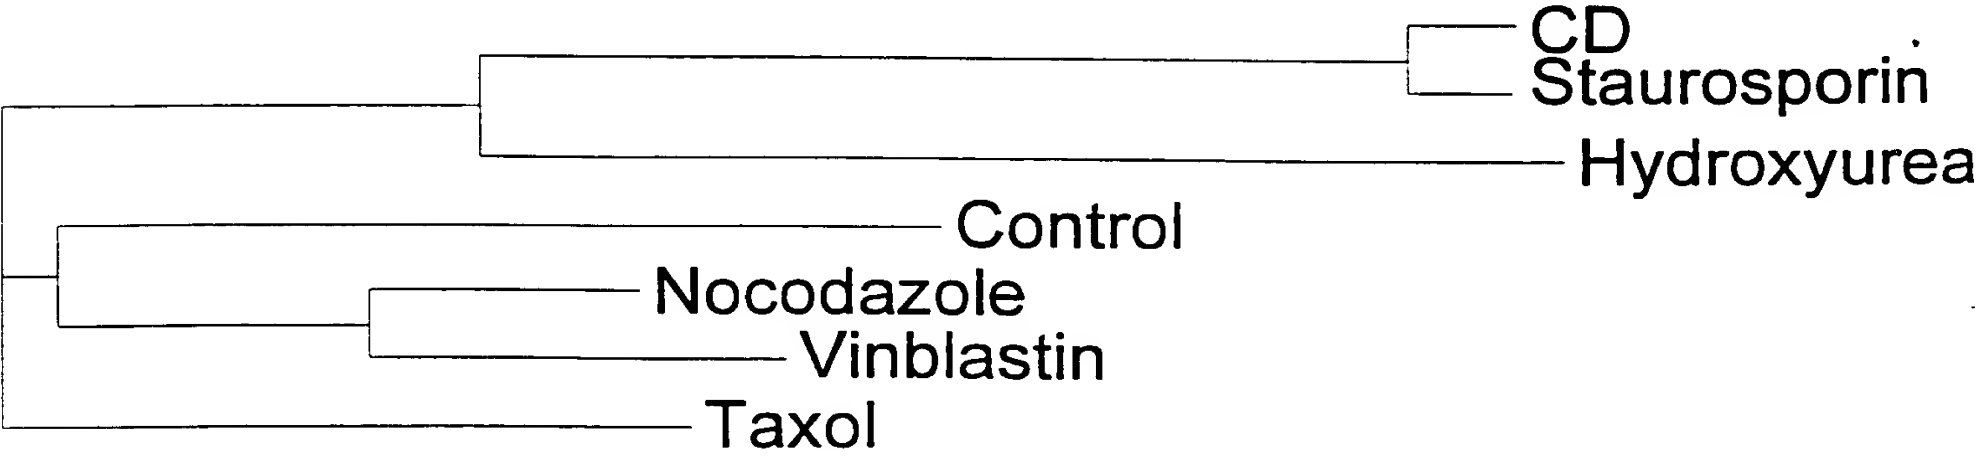 CD
Staurosporin
Hydroxyurea
Control
Nocodazole
Vinblastin
Taxol